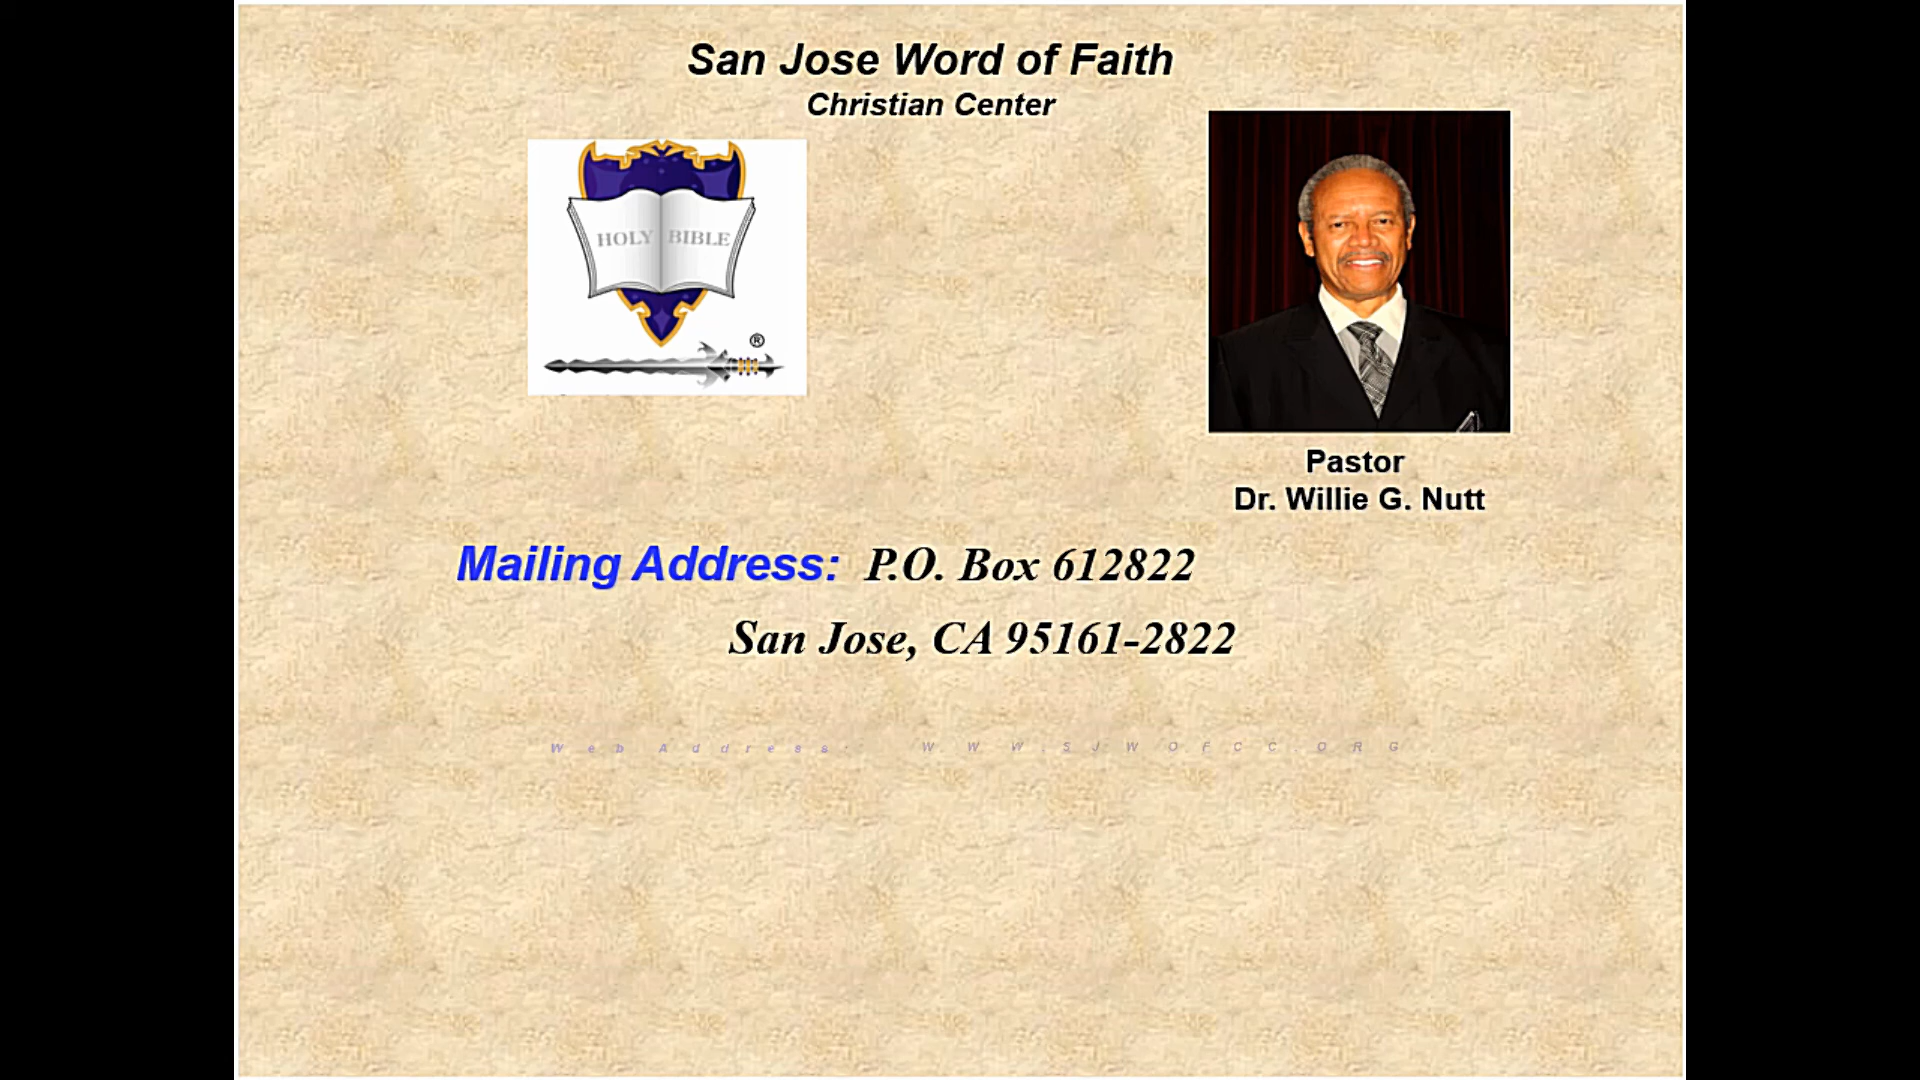 San Jose Word of Faith
Christian Center
HOLY BIBLE
®
Pastor
Dr. Willie G. Nutt
Mailing Address: P.O. Box 612822
San Jose, CA 95161-2822
Web Address: WWW.SJWOFCC.ORG